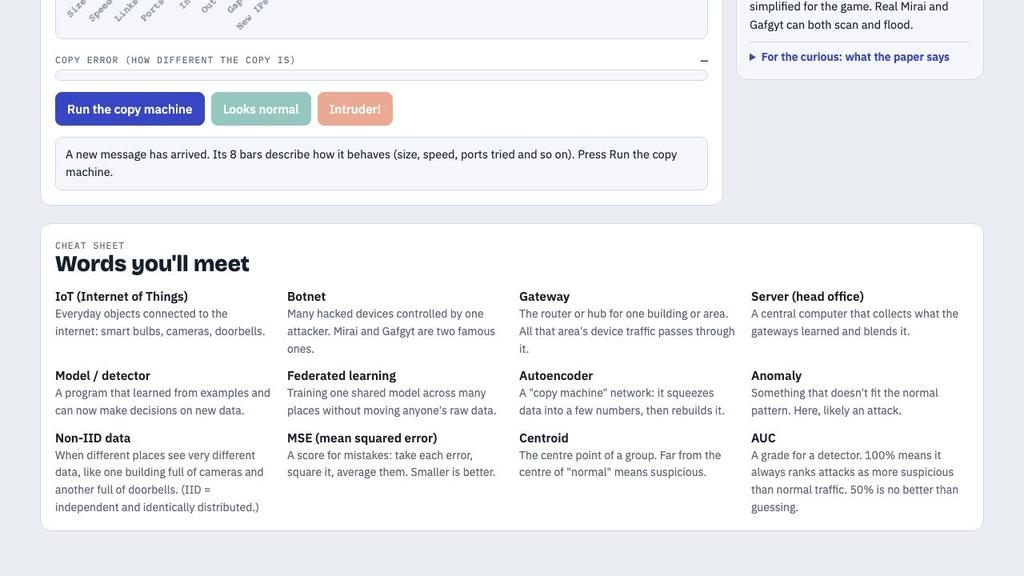 Size
Speed
Links
Ports
In
Out
Gap
New IPs
simplified for the game. Real Mirai and
Gafgyt can both scan and flood.
For the curious: what the paper says
COPY ERROR (HOW DIFFERENT THE COPY IS) —
Run the copy machine
Looks normal
Intruder!
A new message has arrived. Its 8 bars describe how it behaves (size, speed, ports tried and so on). Press Run the copy
machine.
CHEAT SHEET
Words you'll meet
IoT (Internet of Things)
Everyday objects connected to the
internet: smart bulbs, cameras, doorbells.
Botnet
Many hacked devices controlled by one
attacker. Mirai and Gafgyt are two famous
ones.
Gateway
The router or hub for one building or area.
All that area's device traffic passes through
it.
Server (head office)
A central computer that collects what the
gateways learned and blends it.
Model / detector
A program that learned from examples and
can now make decisions on new data.
Federated learning
Training one shared model across many
places without moving anyone's raw data.
Autoencoder
A "copy machine" network: it squeezes
data into a few numbers, then rebuilds it.
Anomaly
Something that doesn't fit the normal
pattern. Here, likely an attack.
Non-IID data
When different places see very different
data, like one building full of cameras and
another full of doorbells. (IID =
independent and identically distributed.)
MSE (mean squared error)
A score for mistakes: take each error,
square it, average them. Smaller is better.
Centroid
The centre point of a group. Far from the
centre of "normal" means suspicious.
AUC
A grade for a detector. 100% means it
always ranks attacks as more suspicious
than normal traffic. 50% is no better than
guessing.